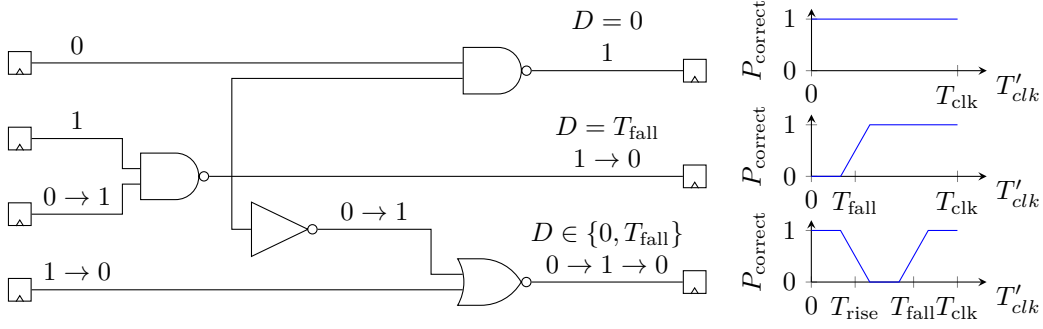 0
D = 0
1
1
0 → 1
D = T_fall
1 → 0
0 → 1
1 → 0
D ∈ {0, T_fall}
0 → 1 → 0
P_correct
1
0
0
T_clk
T'_clk
P_correct
1
0
0
T_fall
T_clk
T'_clk
P_correct
1
0
0
T_rise
T_fall
T_clk
T'_clk